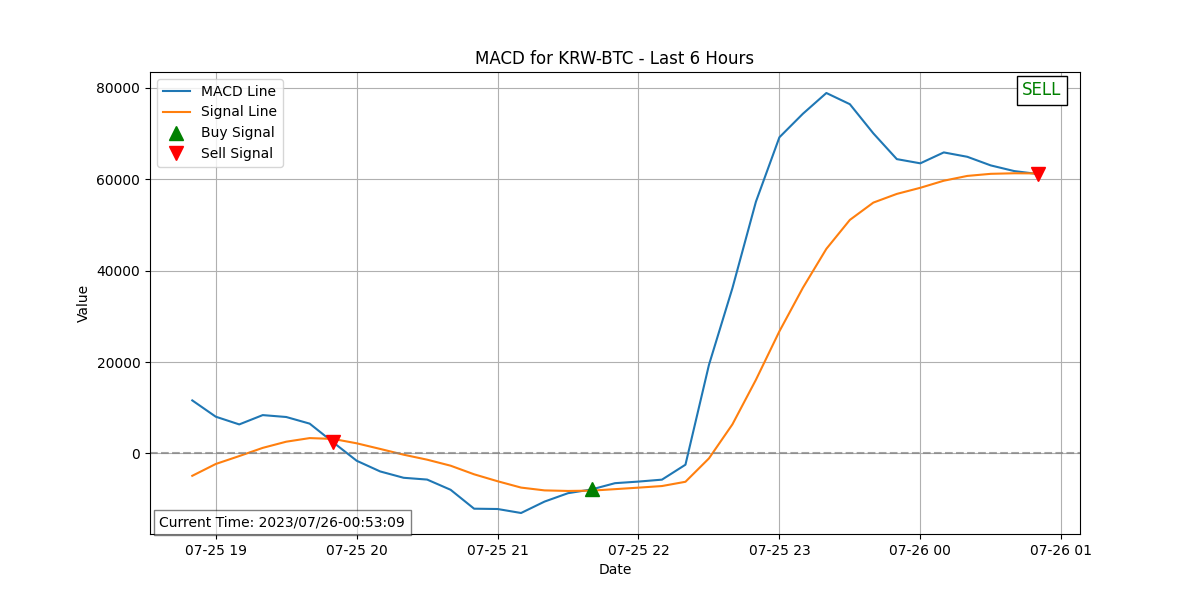 MACD for KRW-BTC - Last 6 Hours
MACD Line
Signal Line
Buy Signal
Sell Signal
SELL
80000
60000
40000
20000
0
Value
Current Time: 2023/07/26-00:53:09
07-25 19
07-25 20
07-25 21
07-25 22
07-25 23
07-26 00
07-26 01
Date